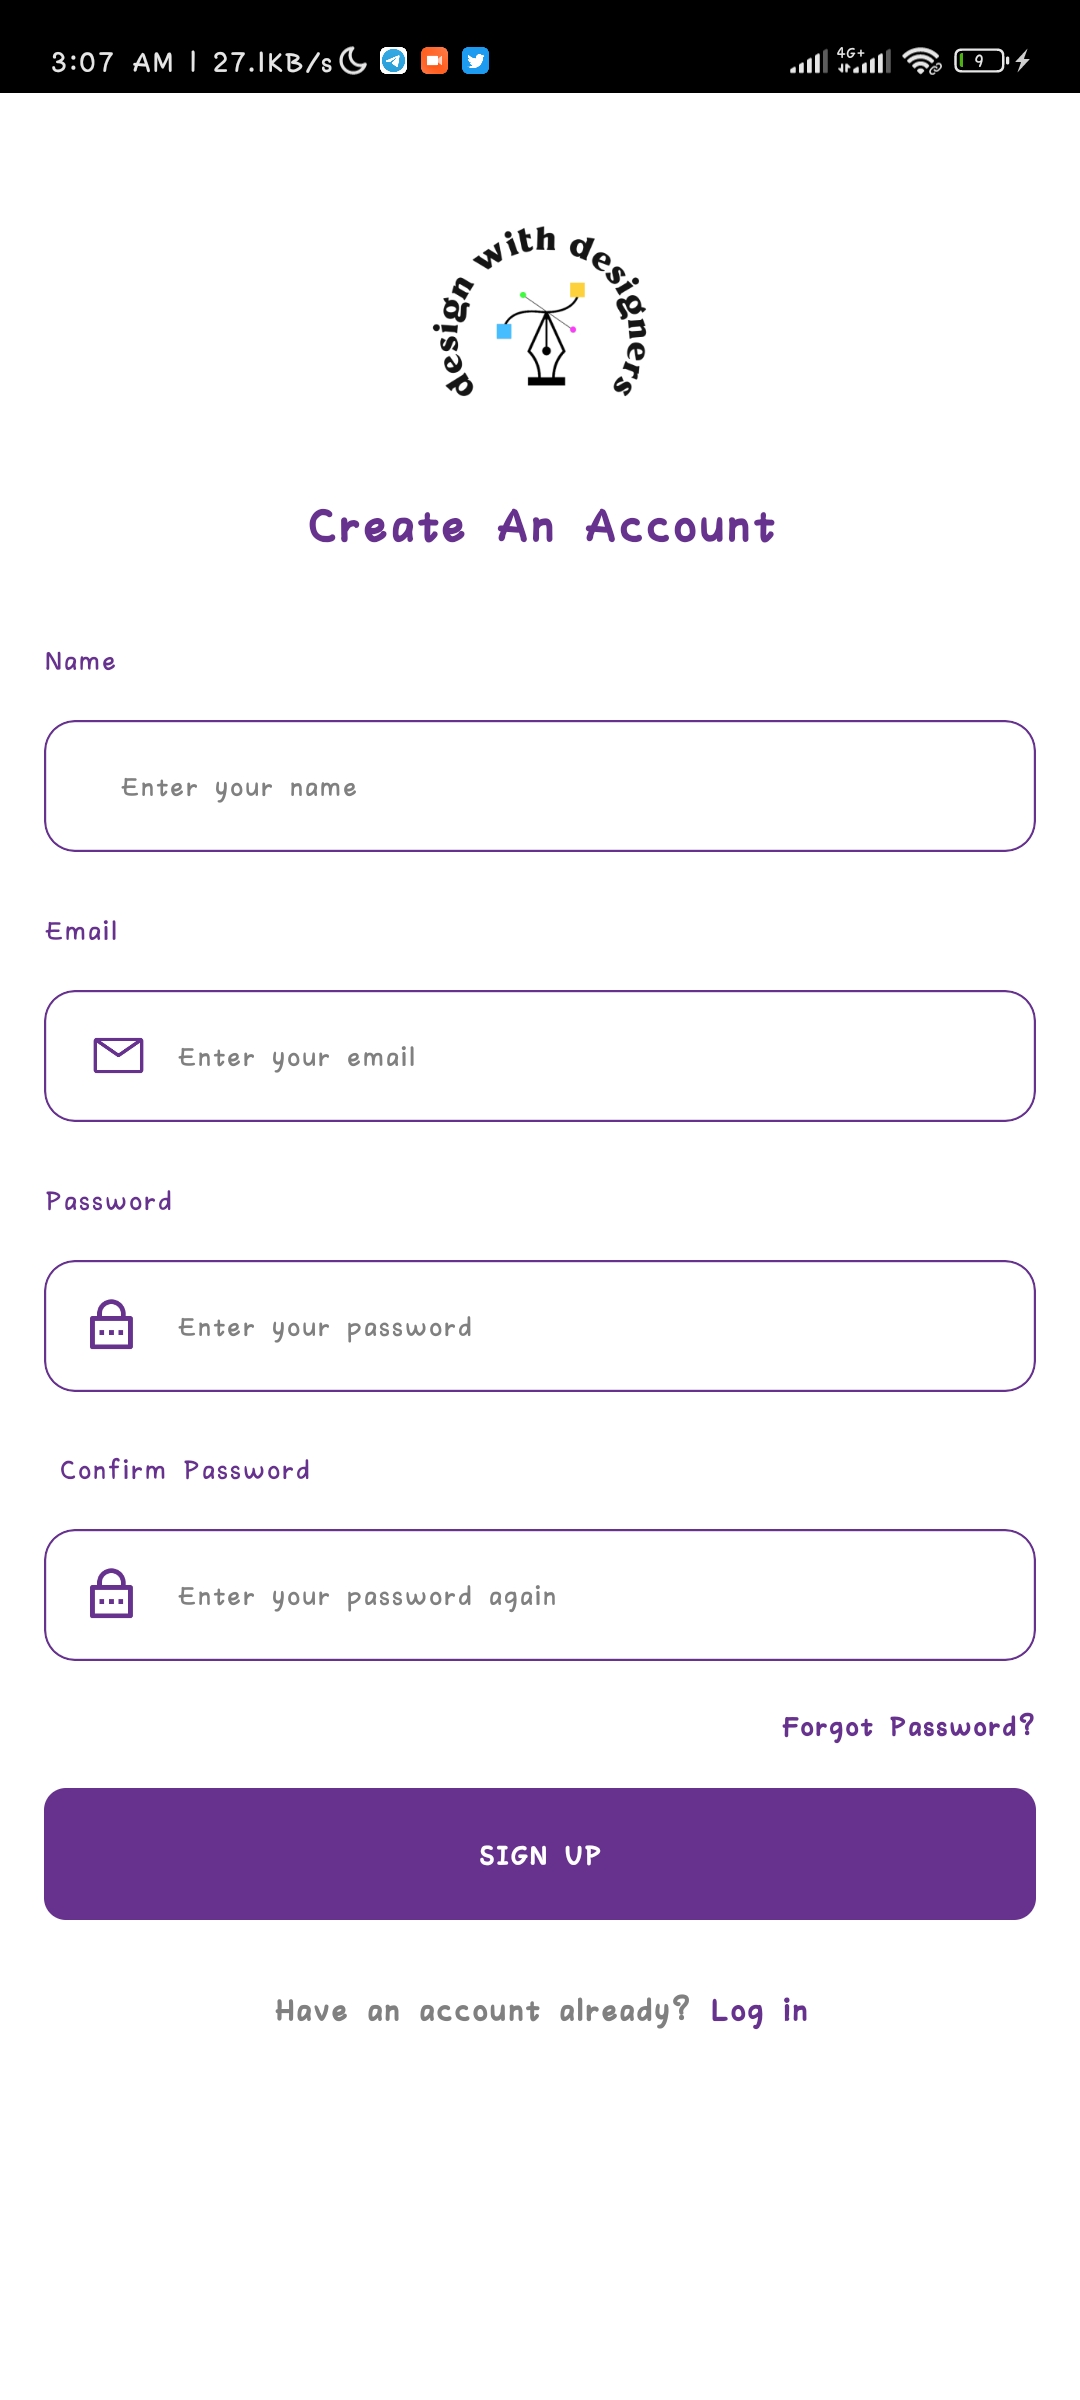 3:07 AM | 27.1KB/s 4G+ 9
design with designers
Create An Account
Name
Enter your name
Email
Enter your email
Password
Enter your password
Confirm Password
Enter your password again
Forgot Password?
SIGN UP
Have an account already? Log in